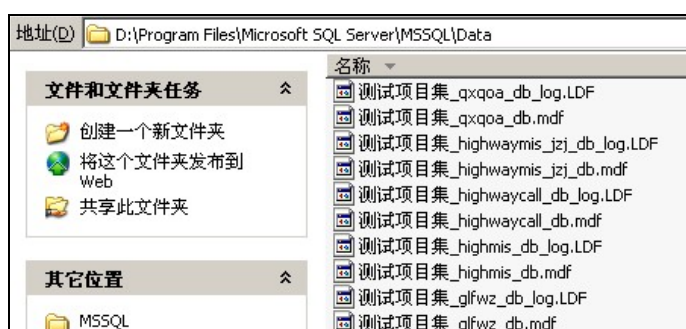 地址(D) D:\Program Files\Microsoft SQL Server\MSSQL\Data
名称
文件和文件夹任务
创建一个新文件夹
将这个文件夹发布到
Web
共享此文件夹
其它位置
MSSQL
测试项目集_qxqoa_db_log.LDF
测试项目集_qxqoa_db.mdf
测试项目集_highwaymis_jzj_db_log.LDF
测试项目集_highwaymis_jzj_db.mdf
测试项目集_highwaycall_db_log.LDF
测试项目集_highwaycall_db.mdf
测试项目集_highmis_db_log.LDF
测试项目集_highmis_db.mdf
测试项目集_glfwz_db_log.LDF
测试项目集_glfwz_db.mdf